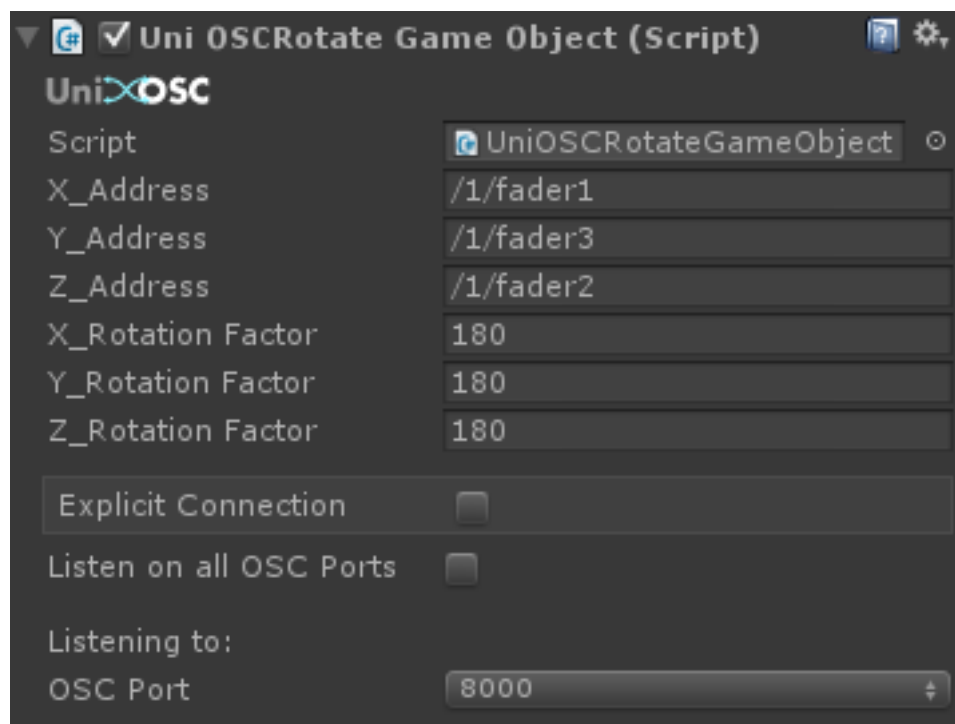 Uni OSCRotate Game Object (Script)
UniOSC
Script UniOSCRotateGameObject
X_Address /1/fader1
Y_Address /1/fader3
Z_Address /1/fader2
X_Rotation Factor 180
Y_Rotation Factor 180
Z_Rotation Factor 180
Explicit Connection
Listen on all OSC Ports
Listening to:
OSC Port 8000